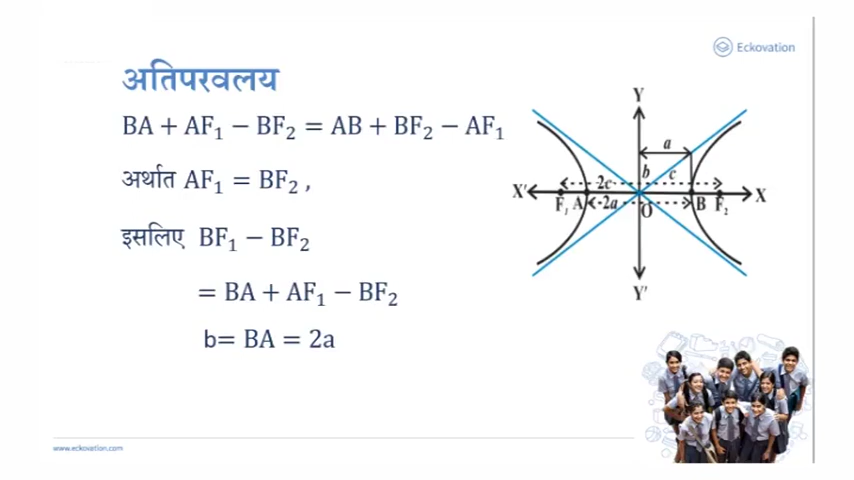 Eckovation
अतिपरवलय
BA + AF₁ − BF₂ = AB + BF₂ − AF₁
अर्थात AF₁ = BF₂ ,
इसलिए BF₁ − BF₂
= BA + AF₁ − BF₂
b= BA = 2a
Y
a
b c
2c
X′ X
F₁ A B F₂
2a O
Y′
www.eckovation.com